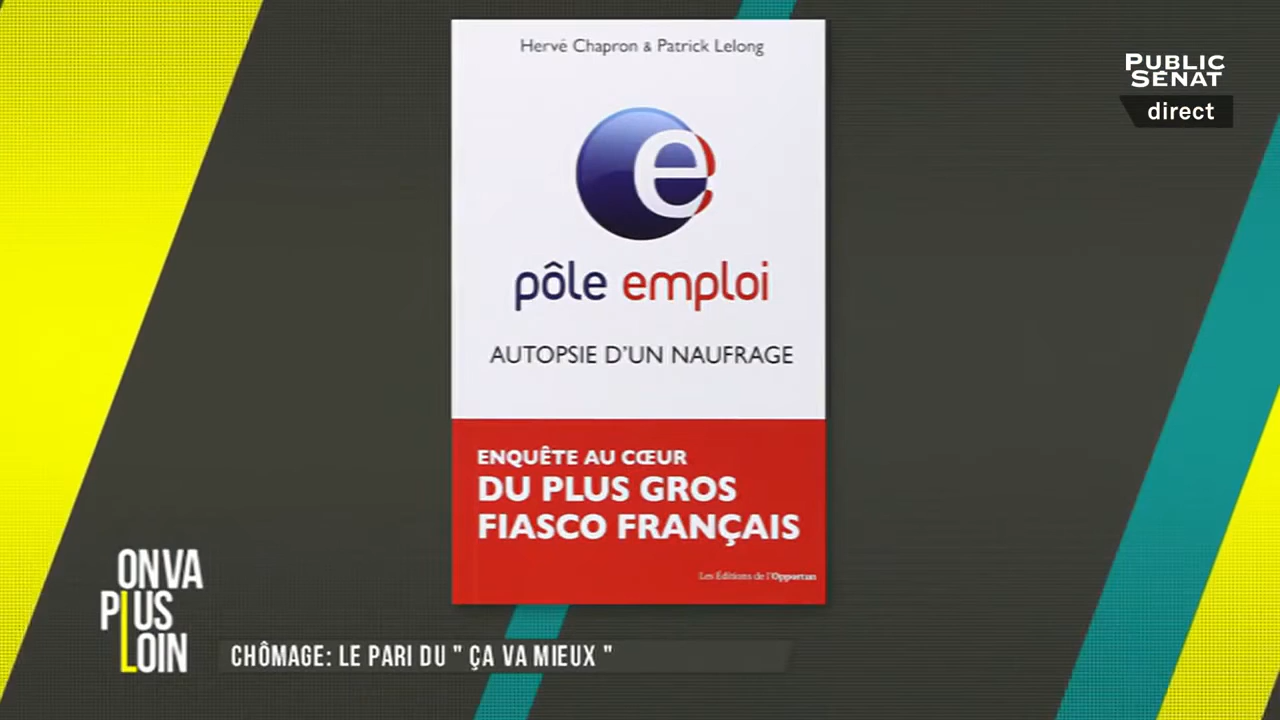 Hervé Chapron & Patrick Lelong
PUBLIC
SÉNAT
direct
e
pôle emploi
AUTOPSIE D'UN NAUFRAGE
ENQUÊTE AU CŒUR
DU PLUS GROS
FIASCO FRANÇAIS
Les Éditions de l'Opportun
ON VA
PLUS
LOIN
CHÔMAGE: LE PARI DU " ÇA VA MIEUX "